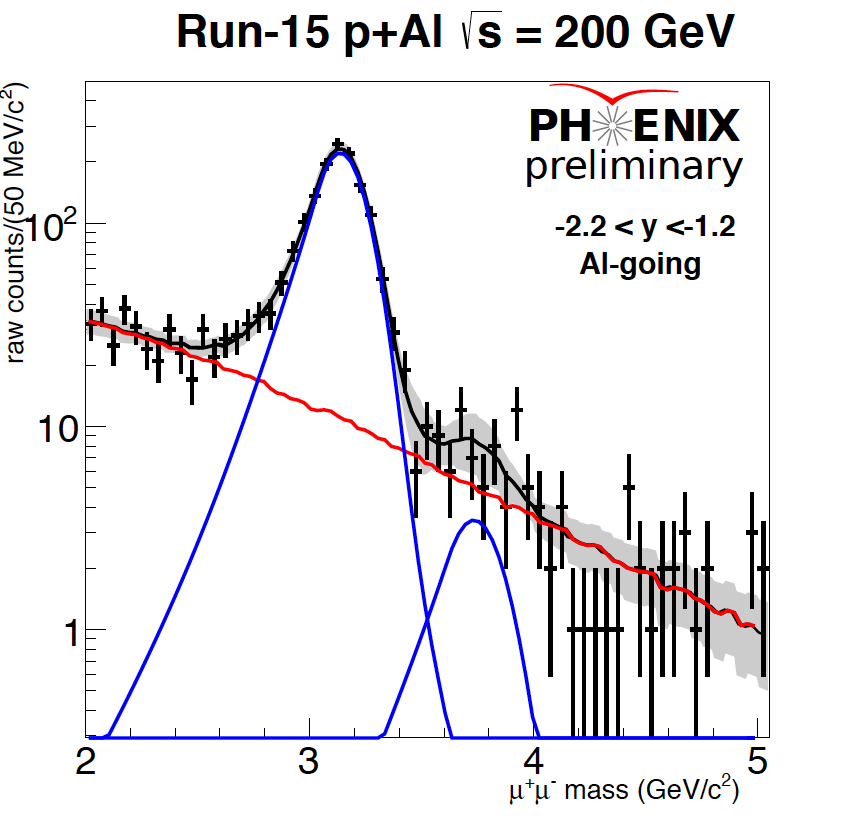 Run-15 p+Al √s = 200 GeV
raw counts/(50 MeV/c²)
PHENIX
preliminary
-2.2 < y <-1.2
Al-going
10²
10
1
2 3 4 5
μ⁺μ⁻ mass (GeV/c²)